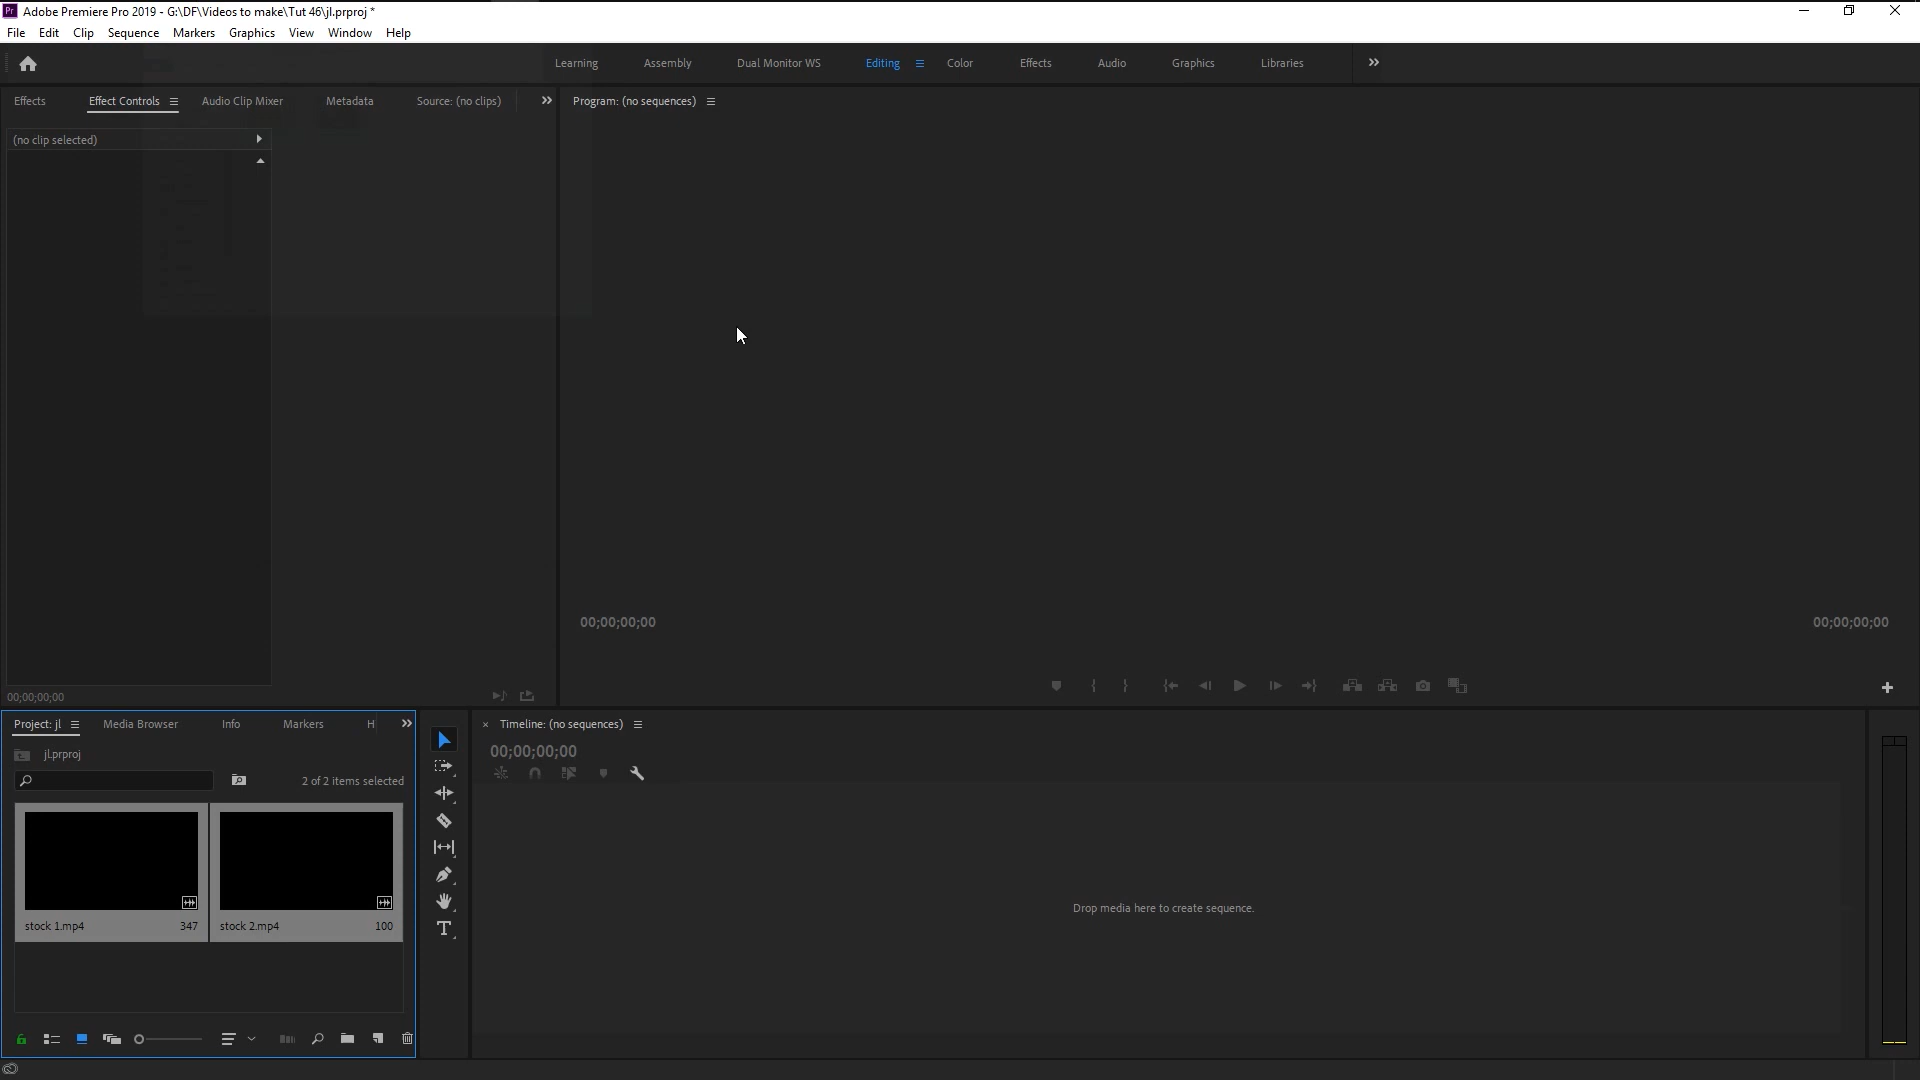 Pr Adobe Premiere Pro 2019 - G:\DF\Videos to make\Tut 46\jl.prproj *
File Edit Clip Sequence Markers Graphics View Window Help
Learning Assembly Dual Monitor WS Editing Color Effects Audio Graphics Libraries
Effects Effect Controls Audio Clip Mixer Metadata Source: (no clips) Program: (no sequences)
(no clip selected)
00;00;00;00 00;00;00;00
00;00;00;00
Project: jl Media Browser Info Markers H
jl.prproj
2 of 2 items selected
stock 1.mp4 347 stock 2.mp4 100
Timeline: (no sequences)
00;00;00;00
Drop media here to create sequence.